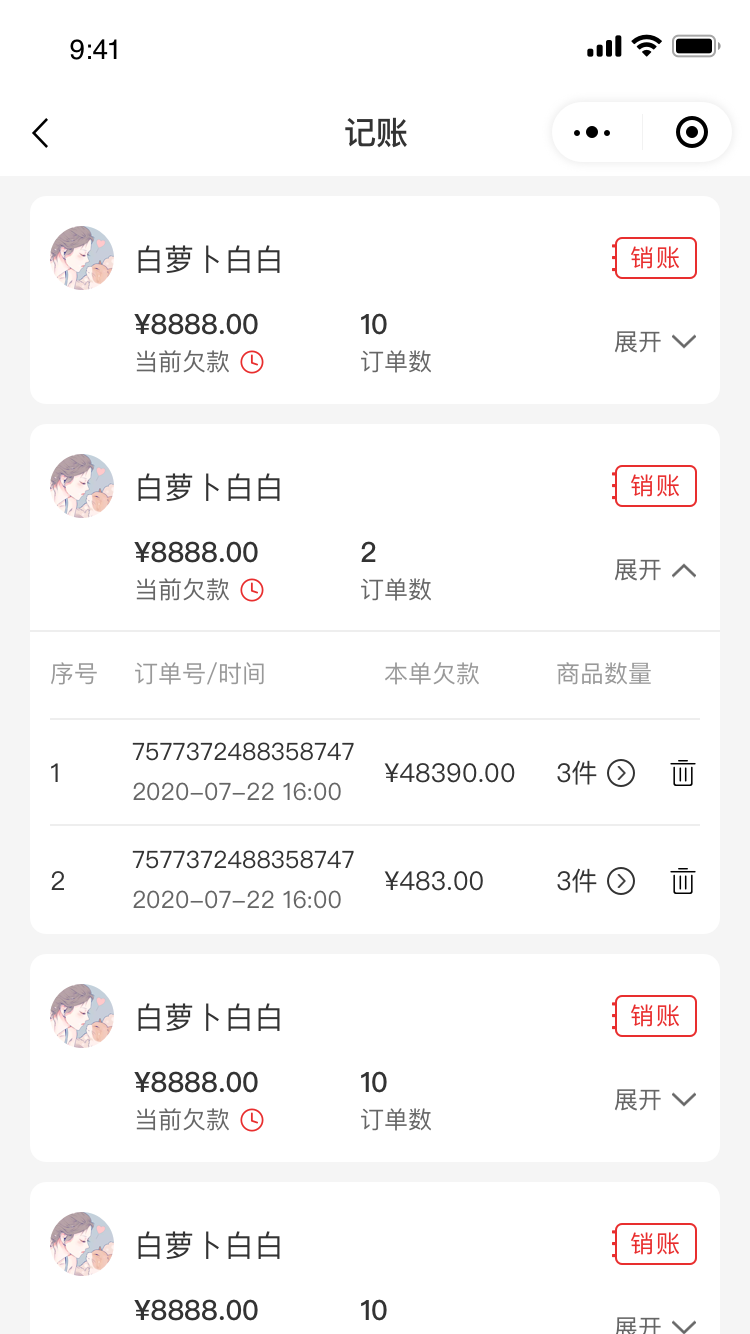 9:41
记账
白萝卜白白 销账
¥8888.00 10
当前欠款 订单数 展开
白萝卜白白 销账
¥8888.00 2
当前欠款 订单数 展开
序号 订单号/时间 本单欠款 商品数量
1 7577372488358747 ¥48390.00 3件
2020-07-22 16:00
2 7577372488358747 ¥483.00 3件
2020-07-22 16:00
白萝卜白白 销账
¥8888.00 10
当前欠款 订单数 展开
白萝卜白白 销账
¥8888.00 10
展开